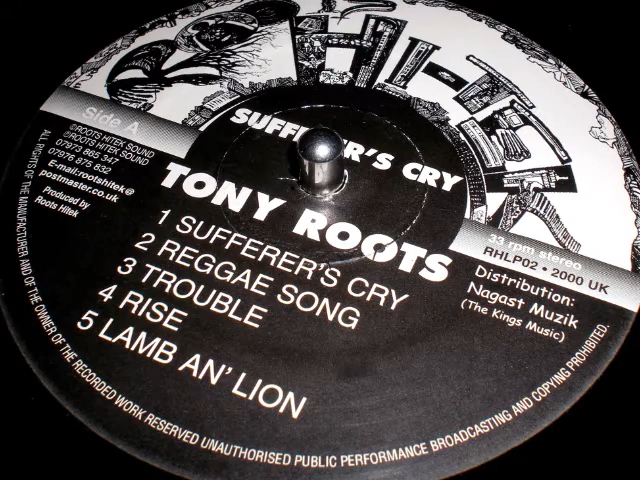 SUFFERER'S CRY
Side A
℗ROOTS HITEK SOUND
©ROOTS HITEK SOUND
07973 865 347
07976 875 832
E-mail:rootshitek@
postmaster.co.uk
Produced by
Roots Hitek
33 rpm stereo
RHLP02 • 2000 UK
Distribution:
Nagast Muzik
(The Kings Music)
TONY ROOTS
1 SUFFERER'S CRY
2 REGGAE SONG
3 TROUBLE
4 RISE
5 LAMB AN' LION
ALL RIGHTS OF THE MANUFACTURER AND OF THE OWNER OF THE RECORDED WORK RESERVED UNAUTHORISED PUBLIC PERFORMANCE BROADCASTING AND COPYING PROHIBITED.